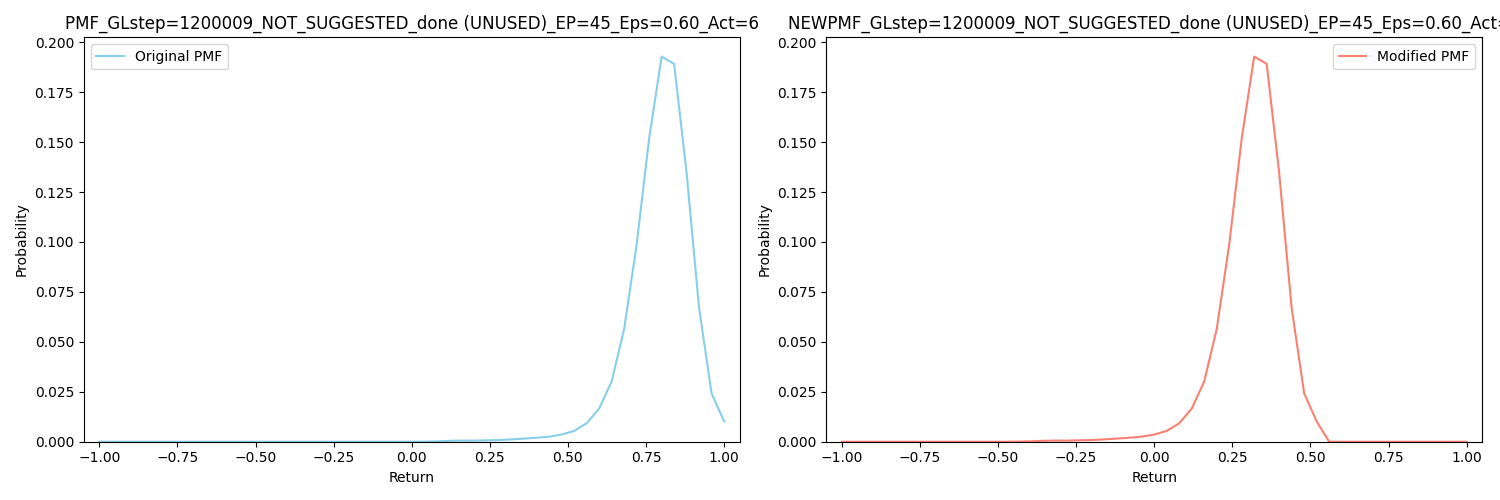 PMF_GLstep=1200009_NOT_SUGGESTED_done (UNUSED)_EP=45_Eps=0.60_Act=6
Original PMF
0.200
0.175
0.150
0.125
0.100
0.075
0.050
0.025
0.000
Probability
−1.00 −0.75 −0.50 −0.25 0.00 0.25 0.50 0.75 1.00
Return
NEWPMF_GLstep=1200009_NOT_SUGGESTED_done (UNUSED)_EP=45_Eps=0.60_Act=
Modified PMF
0.200
0.175
0.150
0.125
0.100
0.075
0.050
0.025
0.000
Probability
−1.00 −0.75 −0.50 −0.25 0.00 0.25 0.50 0.75 1.00
Return